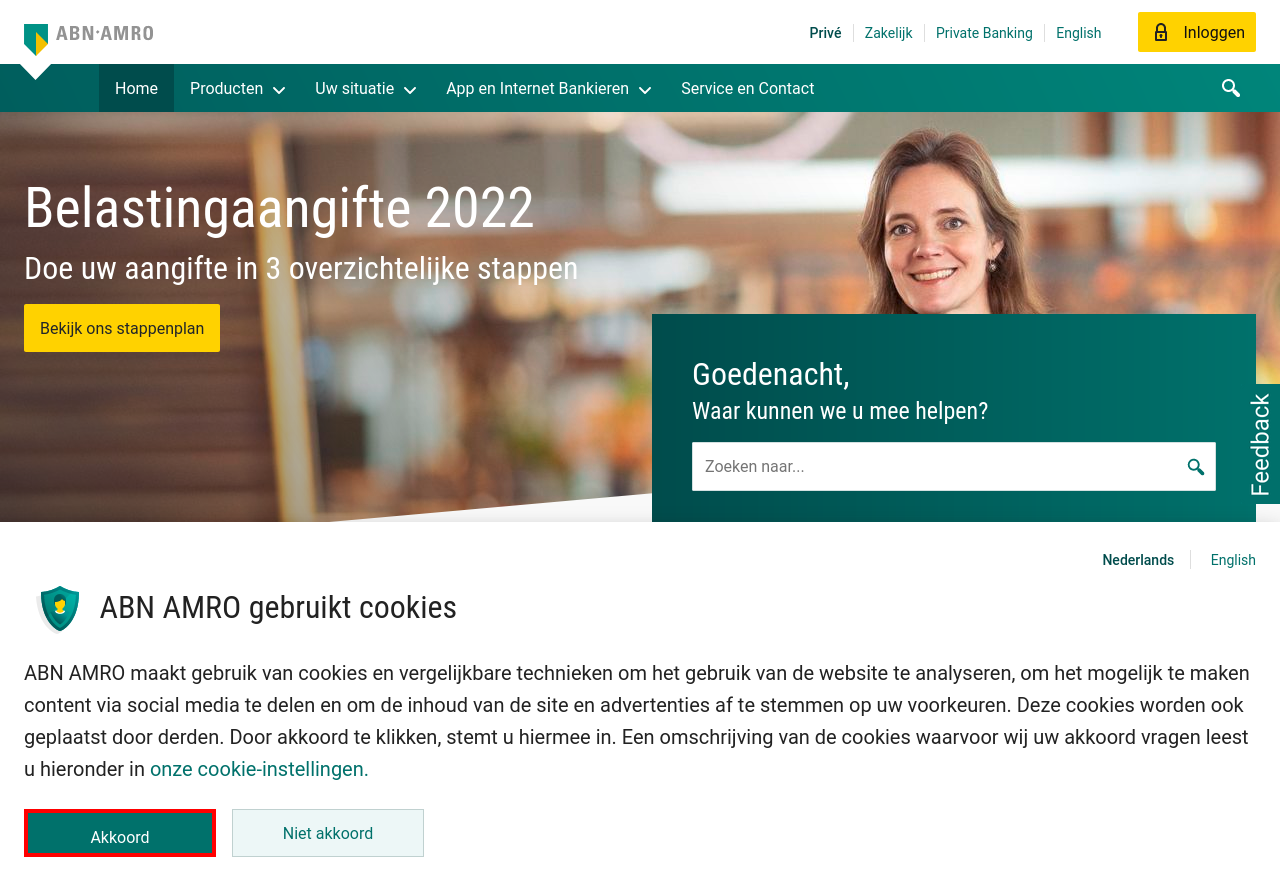 ABN·AMRO
Privé
Zakelijk
Private Banking
English
Inloggen
Home
Producten
Uw situatie
App en Internet Bankieren
Service en Contact
Belastingaangifte 2022
Doe uw aangifte in 3 overzichtelijke stappen
Bekijk ons stappenplan
Goedenacht,
Waar kunnen we u mee helpen?
Zoeken naar...
Feedback
Nederlands
English
ABN AMRO gebruikt cookies
ABN AMRO maakt gebruik van cookies en vergelijkbare technieken om het gebruik van de website te analyseren, om het mogelijk te maken
content via social media te delen en om de inhoud van de site en advertenties af te stemmen op uw voorkeuren. Deze cookies worden ook
geplaatst door derden. Door akkoord te klikken, stemt u hiermee in. Een omschrijving van de cookies waarvoor wij uw akkoord vragen leest
u hieronder in onze cookie-instellingen.
Akkoord
Niet akkoord